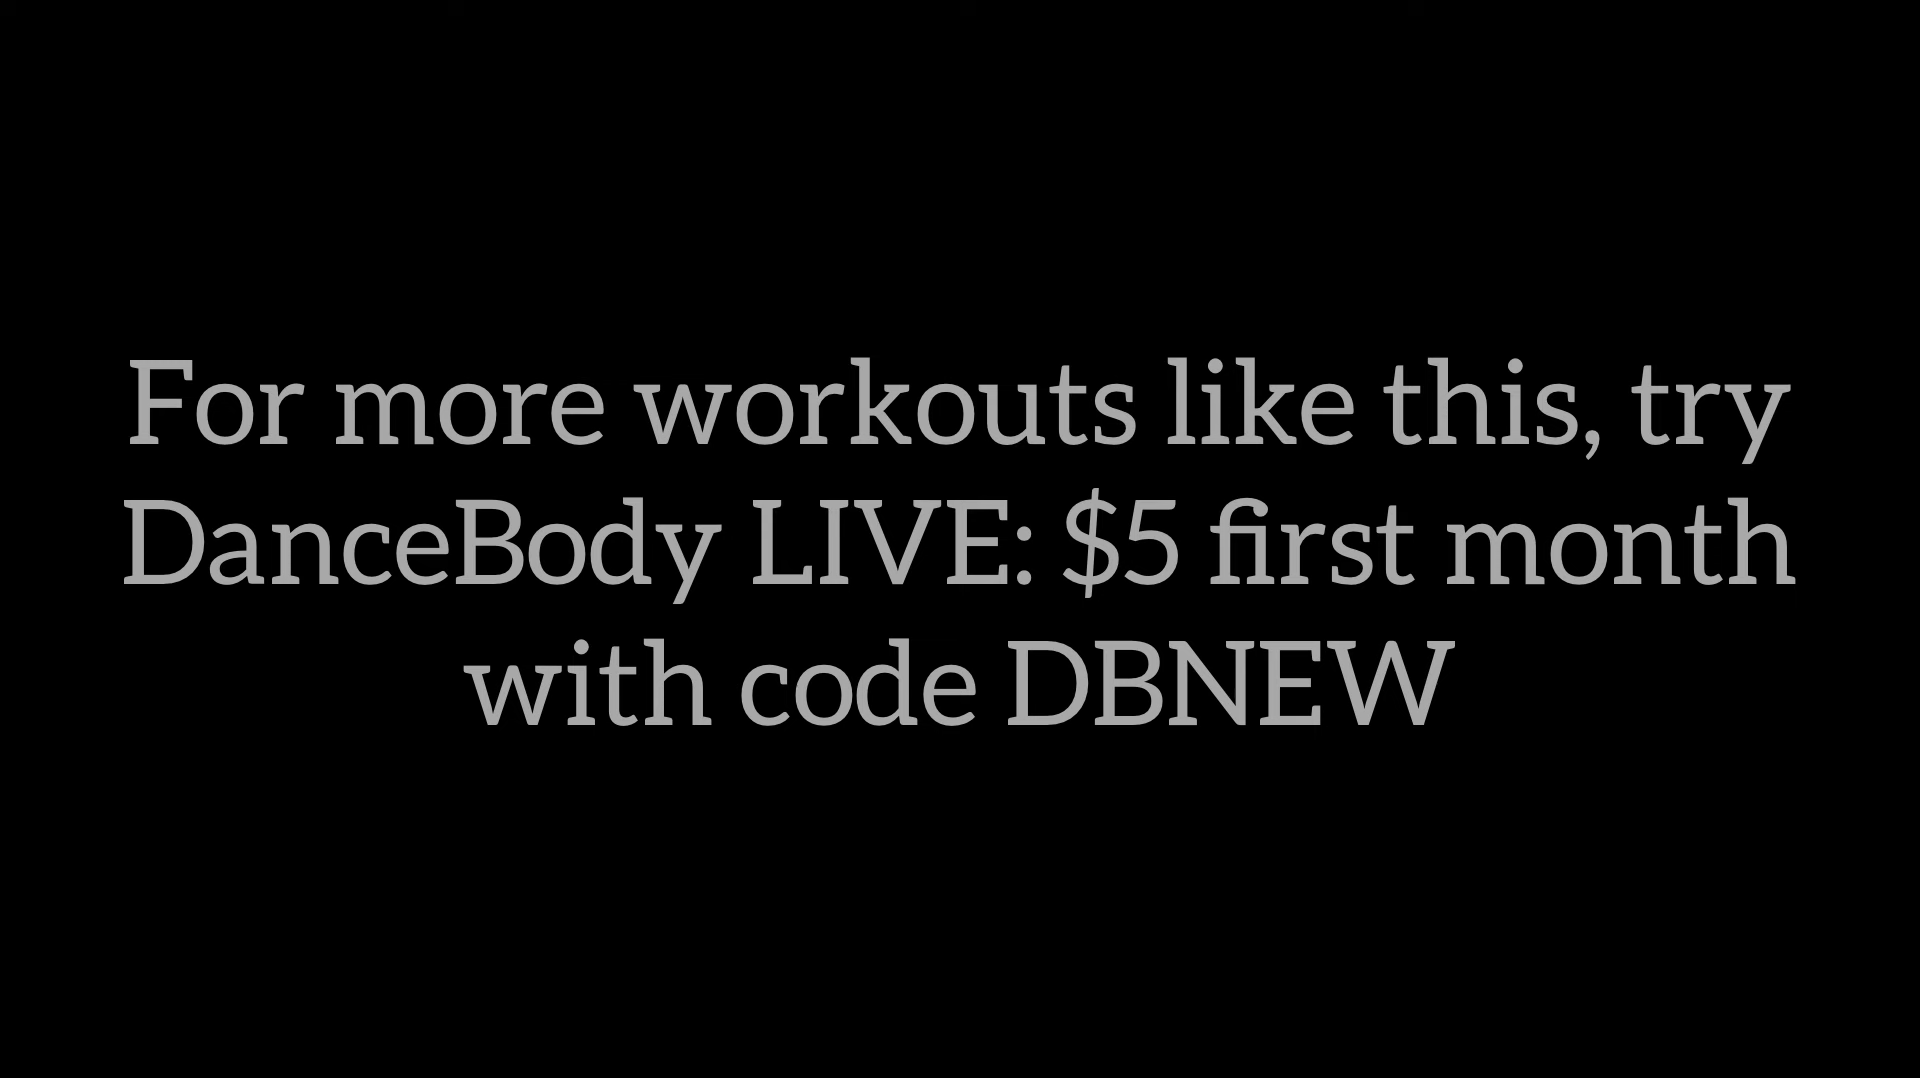 For more workouts like this, try
DanceBody LIVE: $5 first month
with code DBNEW